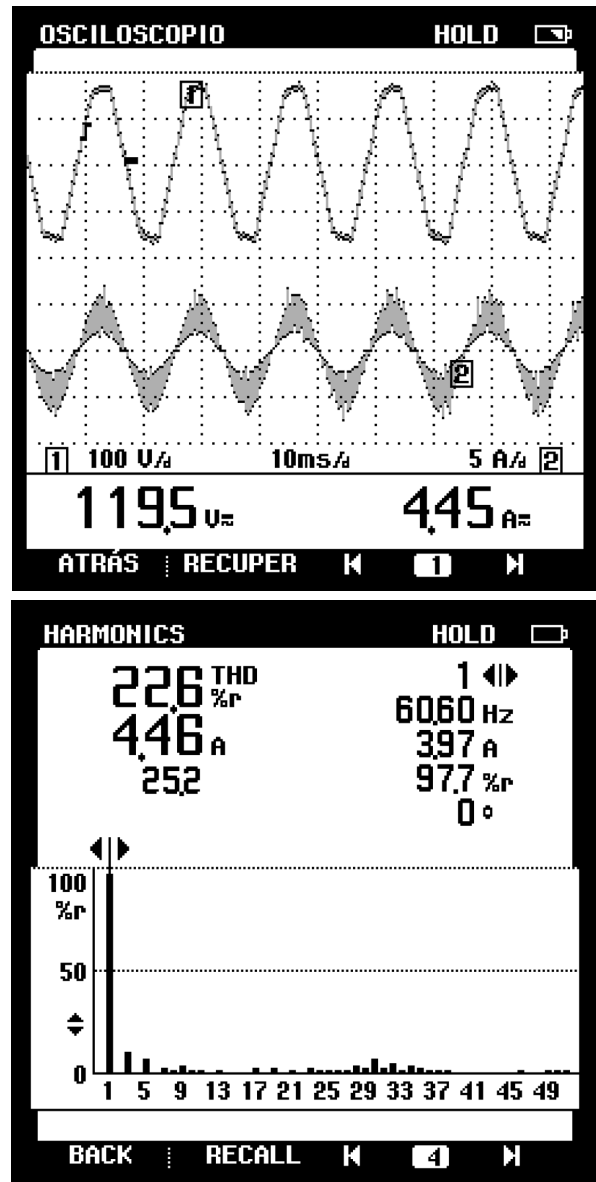 OSCILOSCOPIO HOLD
1
2
1 100 V/d 10ms/d 5 A/d 2
119.5 V≂ 4.45 A≂
ATRÁS RECUPER 1
HARMONICS HOLD
22.6 THD %r 1
4.46 A 60.60 Hz
25.2 3.97 A
97.7 %r
0 °
100
%r
50
0
1 5 9 13 17 21 25 29 33 37 41 45 49
BACK RECALL 4